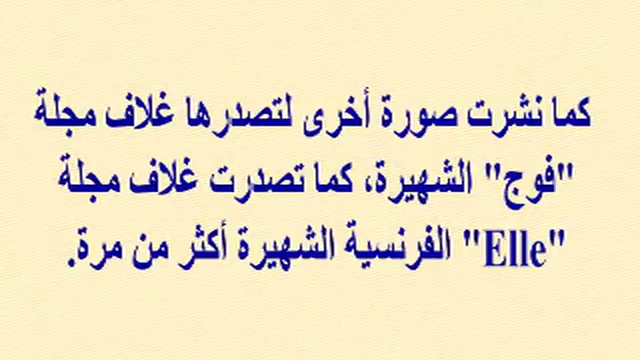 كما نشرت صورة أخرى لتصدرها غلاف مجلة
"فوج" الشهيرة، كما تصدرت غلاف مجلة
"Elle" الفرنسية الشهيرة أكثر من مرة.